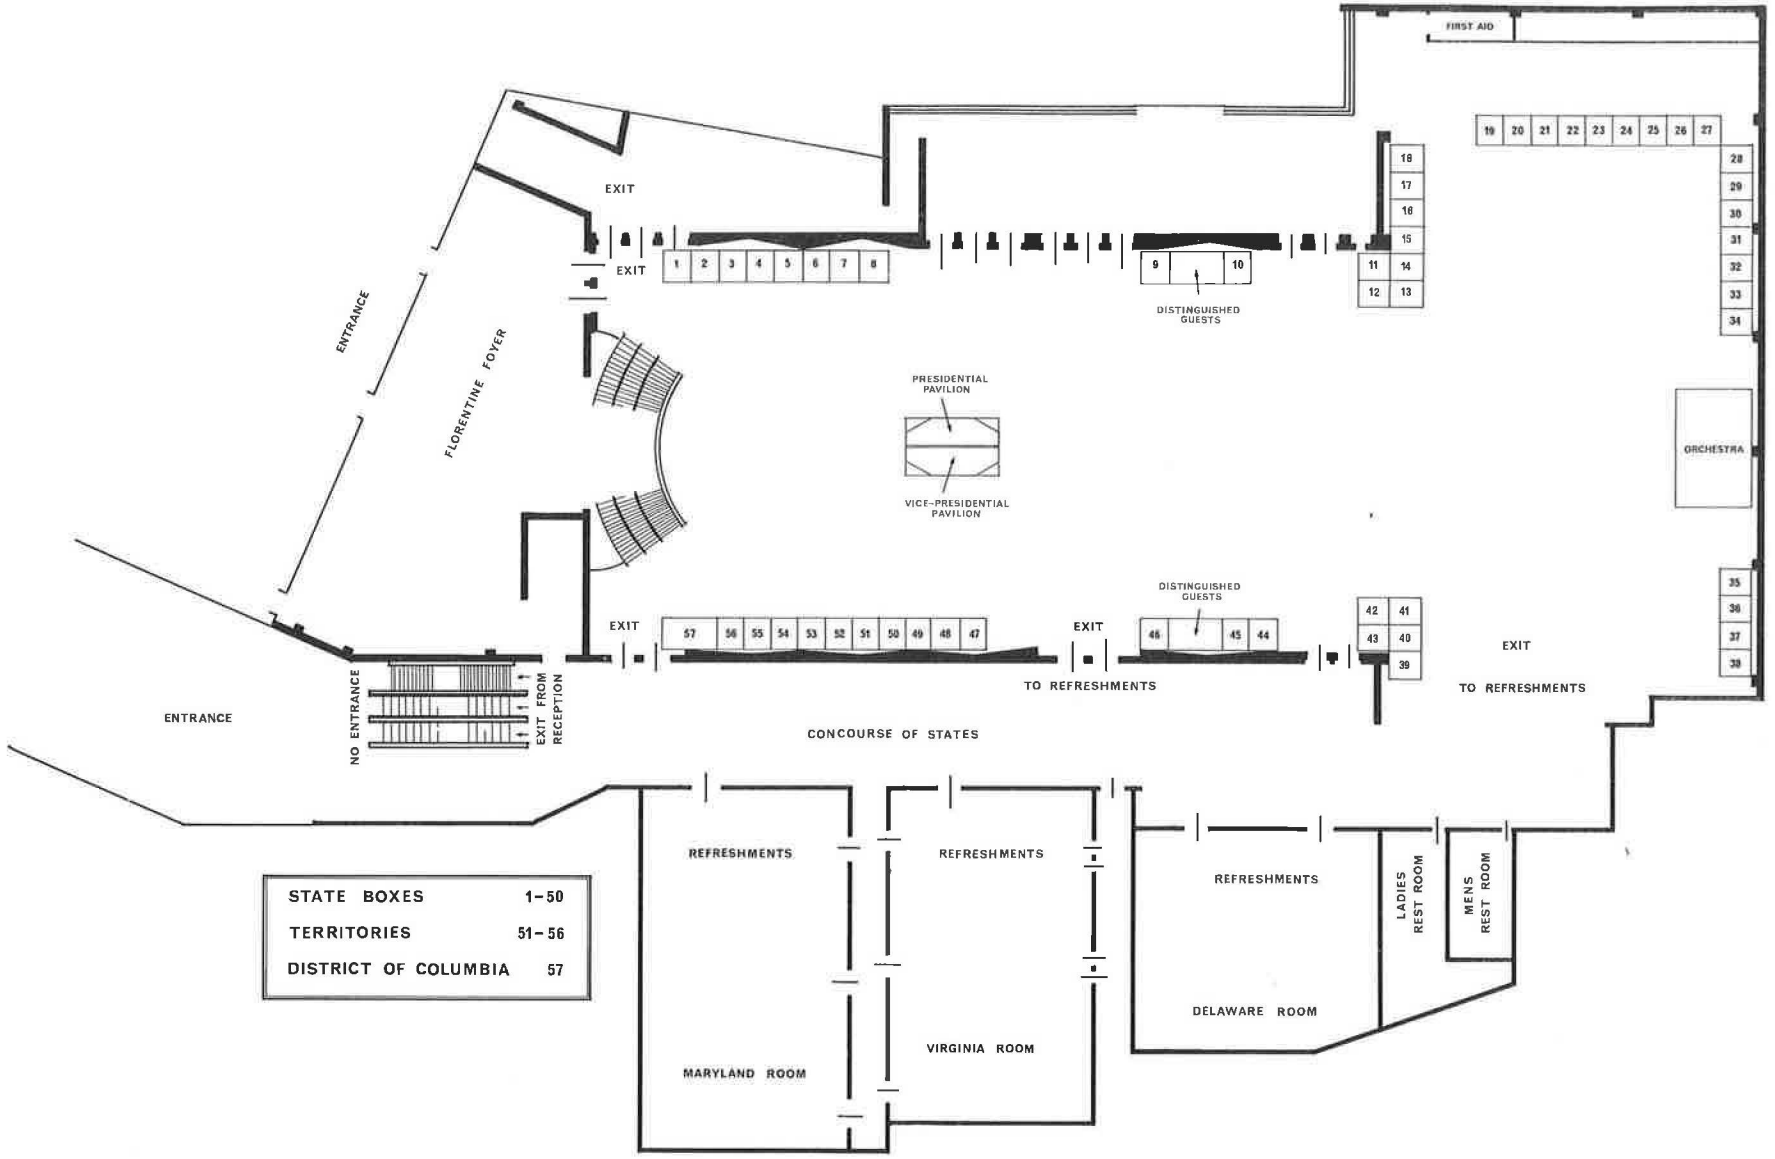 FIRST AID
19 20 21 22 23 24 25 26 27
28
29
30
31
32
33
34
18
17
16
15
11 14
12 13
EXIT
EXIT
1 2 3 4 5 6 7 8
9 10
DISTINGUISHED
GUESTS
ENTRANCE
FLORENTINE FOYER
PRESIDENTIAL
PAVILION
VICE-PRESIDENTIAL
PAVILION
ORCHESTRA
35
36
37
38
DISTINGUISHED
GUESTS
EXIT
57 56 55 54 53 52 51 50 49 48 47
EXIT
46 45 44
42 41
43 40
39
EXIT
TO REFRESHMENTS
TO REFRESHMENTS
ENTRANCE
NO ENTRANCE
EXIT FROM
RECEPTION
CONCOURSE OF STATES
REFRESHMENTS
MARYLAND ROOM
REFRESHMENTS
VIRGINIA ROOM
REFRESHMENTS
DELAWARE ROOM
LADIES
REST ROOM
MENS
REST ROOM
STATE BOXES 1-50
TERRITORIES 51-56
DISTRICT OF COLUMBIA 57